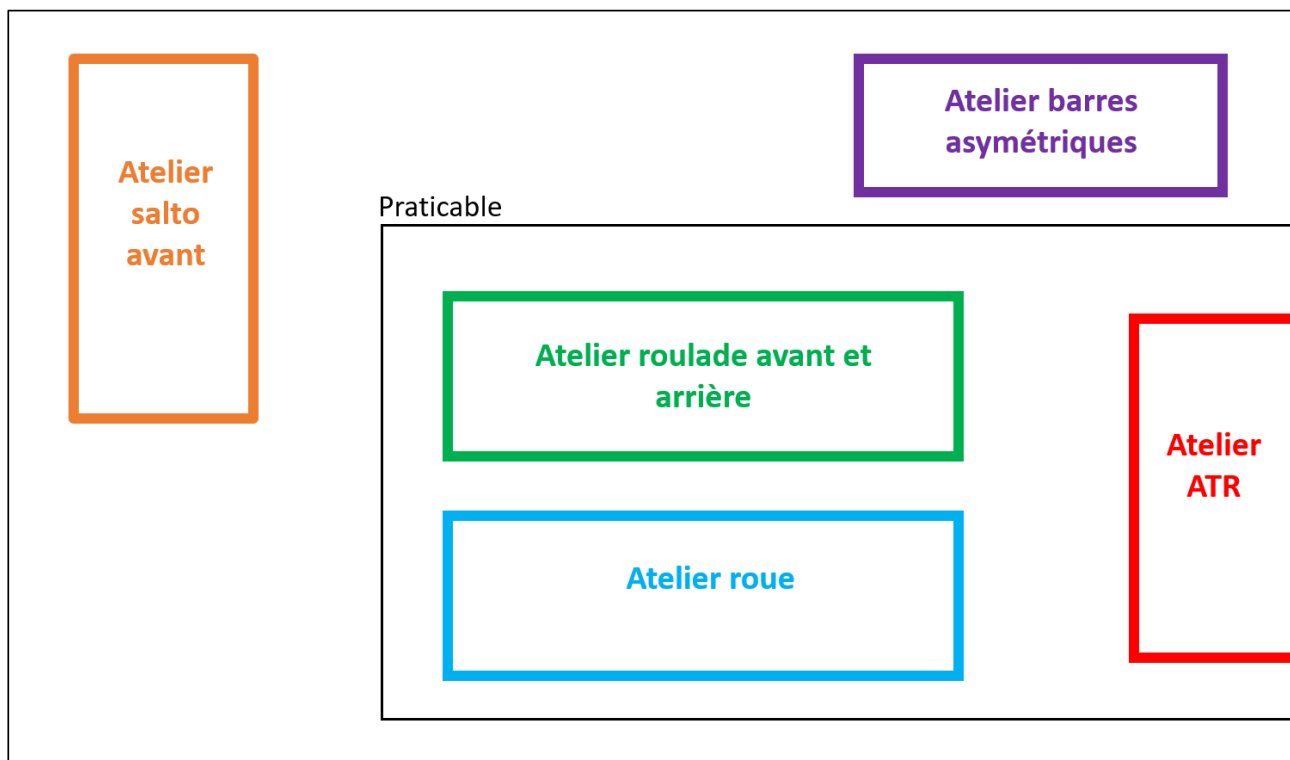 Atelier
salto
avant
Atelier barres
asymétriques
Praticable
Atelier roulade avant et
arrière
Atelier
ATR
Atelier roue